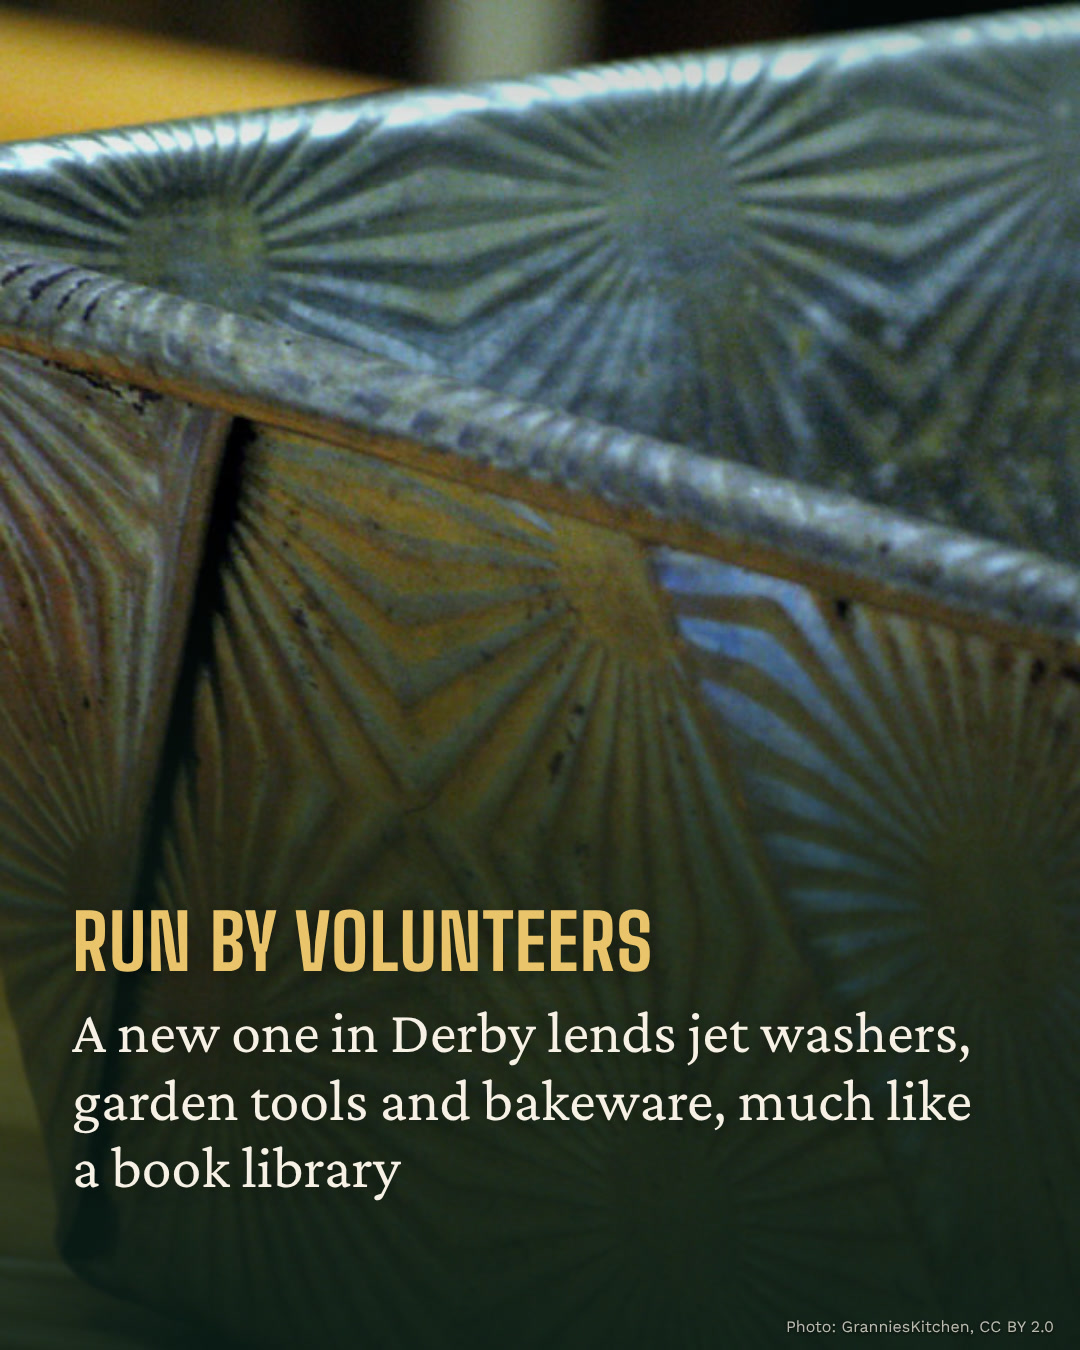 RUN BY VOLUNTEERS
A new one in Derby lends jet washers,
garden tools and bakeware, much like
a book library
Photo: GranniesKitchen, CC BY 2.0